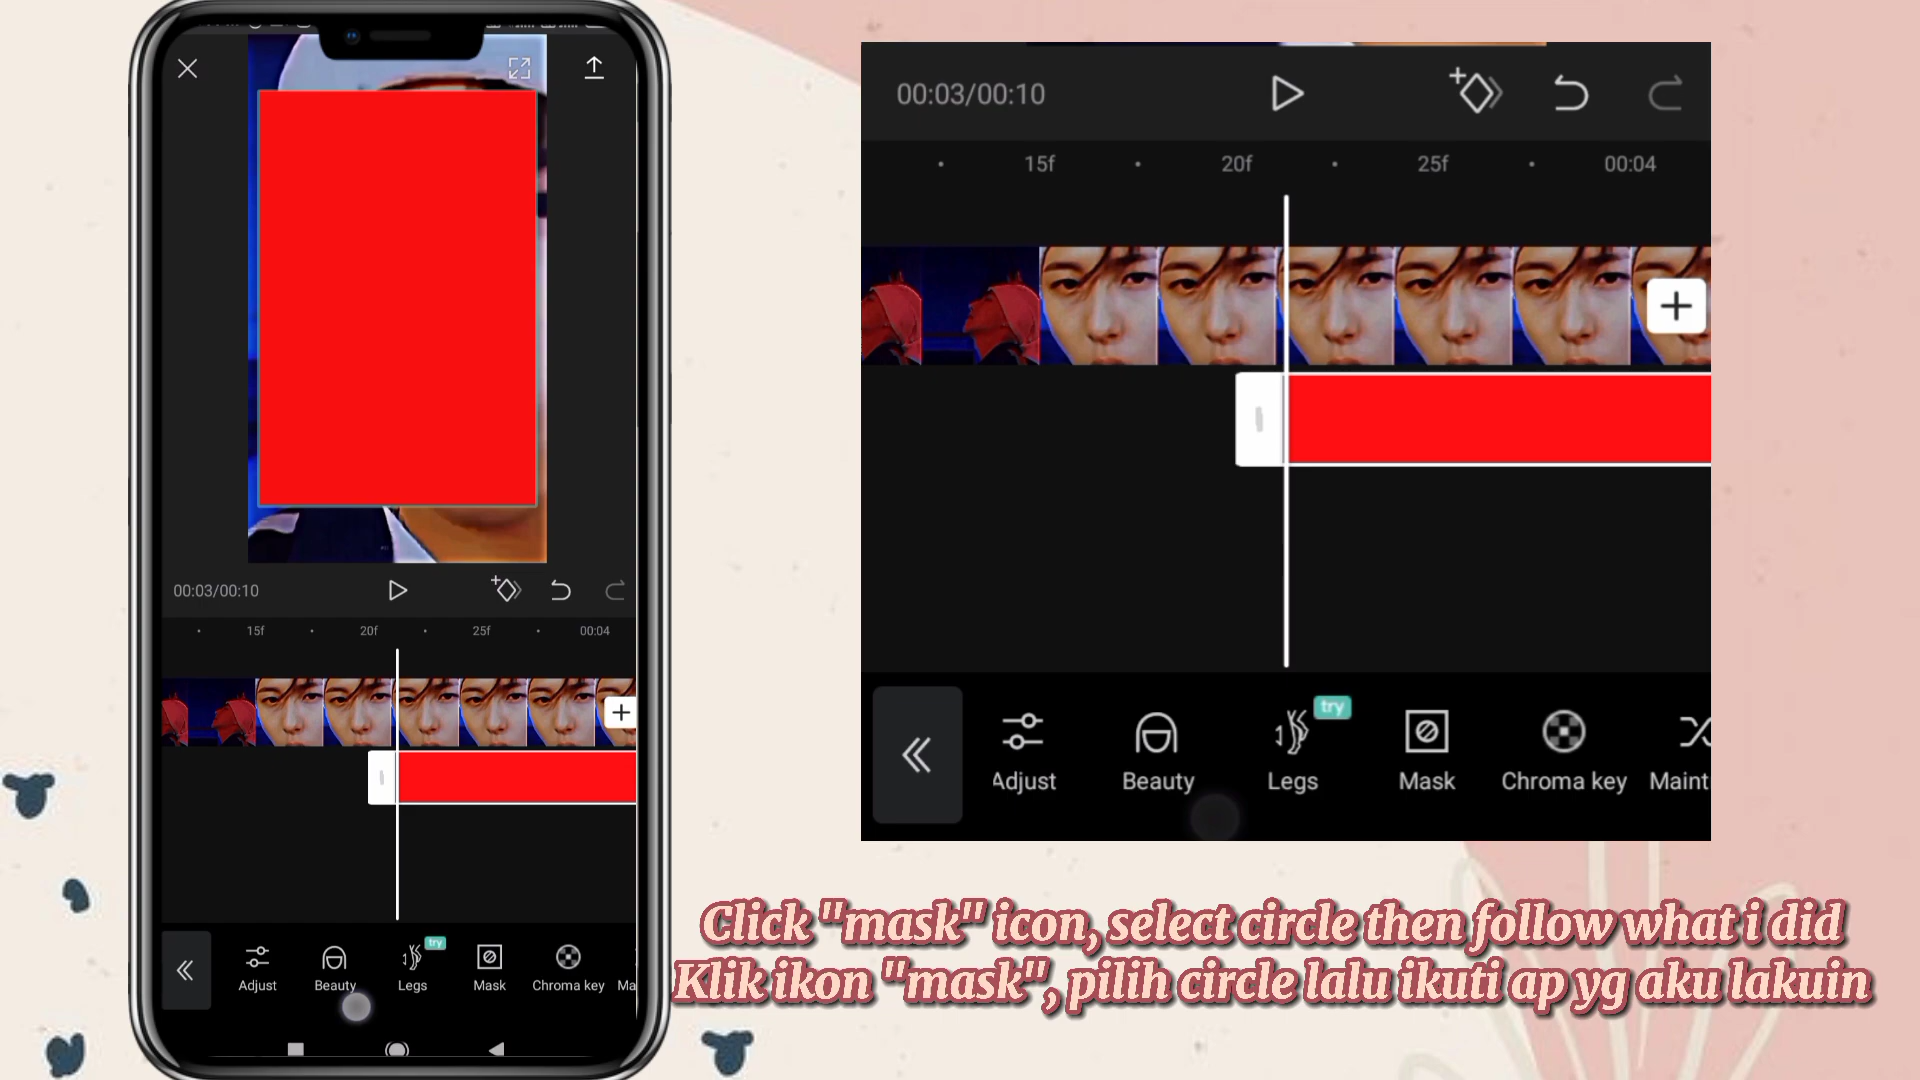 00:03/00:10
15f 20f 25f 00:04
try
Adjust Beauty Legs Mask Chroma key Ma
00:03/00:10
15f 20f 25f 00:04
try
Adjust Beauty Legs Mask Chroma key Maint
Click "mask" icon, select circle then follow what i did
Klik ikon "mask", pilih circle lalu ikuti ap yg aku lakuin